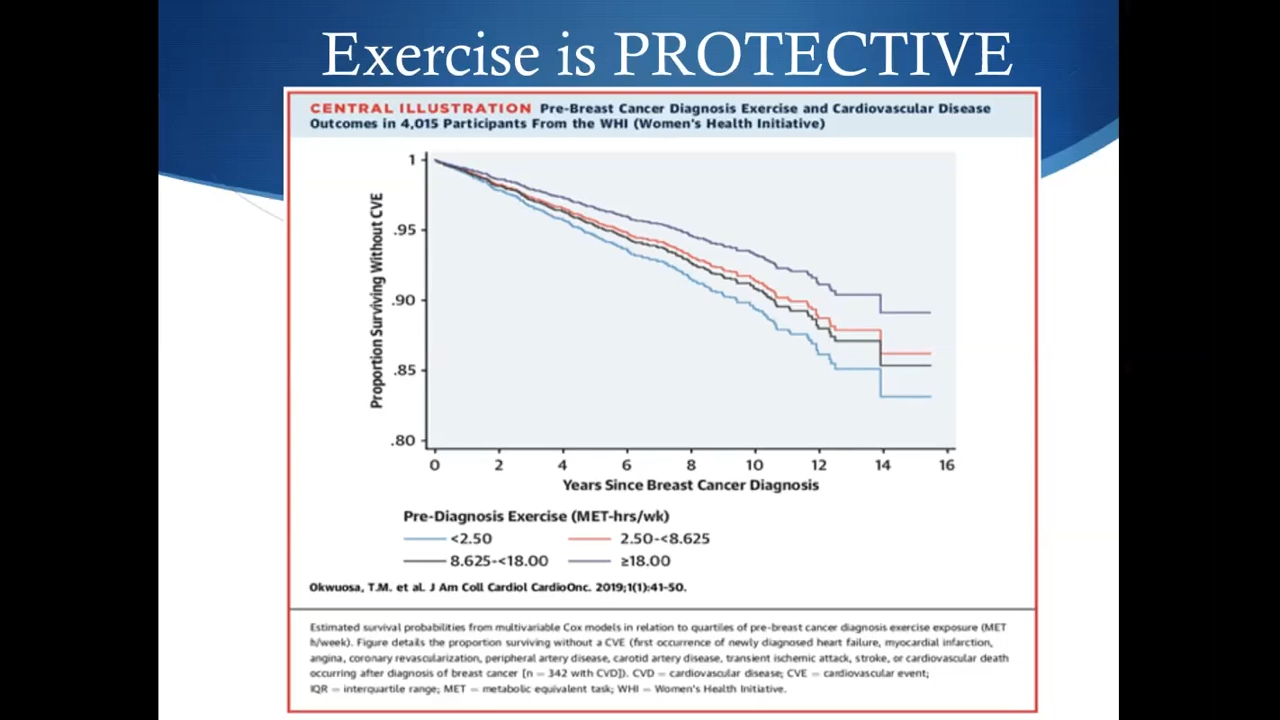 Exercise is PROTECTIVE
CENTRAL ILLUSTRATION Pre-Breast Cancer Diagnosis Exercise and Cardiovascular Disease
Outcomes in 4,015 Participants From the WHI (Women's Health Initiative)
Proportion Surviving Without CVE
1
.95
.90
.85
.80
0 2 4 6 8 10 12 14 16
Years Since Breast Cancer Diagnosis
Pre-Diagnosis Exercise (MET-hrs/wk)
<2.50 2.50-<8.625
8.625-<18.00 ≥18.00
Okwuosa, T.M. et al. J Am Coll Cardiol CardioOnc. 2019;1(1):41-50.
Estimated survival probabilities from multivariable Cox models in relation to quartiles of pre-breast cancer diagnosis exercise exposure (MET
h/week). Figure details the proportion surviving without a CVE (first occurrence of newly diagnosed heart failure, myocardial infarction,
angina, coronary revascularization, peripheral artery disease, carotid artery disease, transient ischemic attack, stroke, or cardiovascular death
occurring after diagnosis of breast cancer [n = 342 with CVD]). CVD = cardiovascular disease; CVE = cardiovascular event;
IQR = interquartile range; MET = metabolic equivalent task; WHI = Women's Health Initiative.